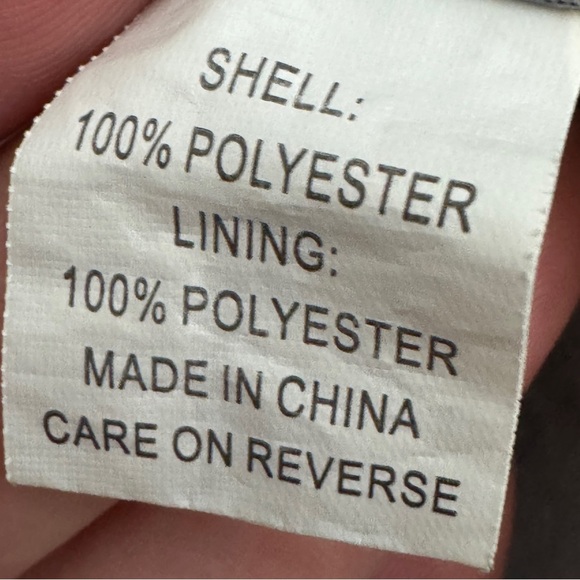 SHELL:
100% POLYESTER
LINING:
100% POLYESTER
MADE IN CHINA
CARE ON REVERSE